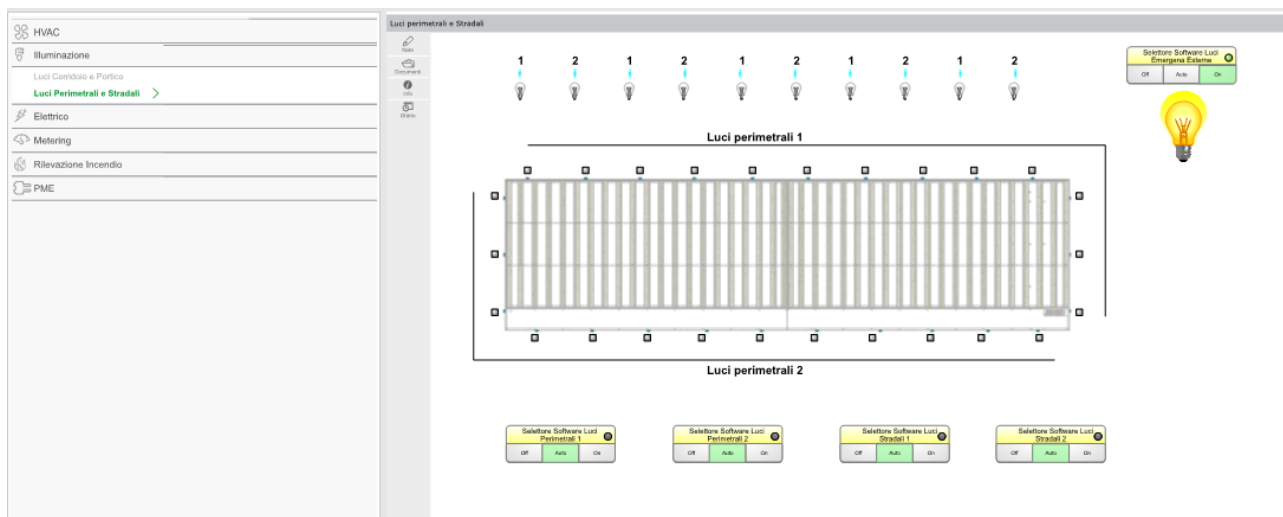 HVAC
Illuminazione
Luci Corridoio e Portico
Luci Perimetrali e Stradali
Elettrico
Metering
Rilevazione Incendio
PME
Luci perimetrali e Stradali
Note
Documenti
Info
Orario
1 2 1 2 1 2 1 2 1 2
Selettore Software Luci
Emergena Esterne
Off Auto On
Luci perimetrali 1
Luci perimetrali 2
Selettore Software Luci
Perimetrali 1
Off Auto On
Selettore Software Luci
Perimetrali 2
Off Auto On
Selettore Software Luci
Stradali 1
Off Auto On
Selettore Software Luci
Stradali 2
Off Auto On